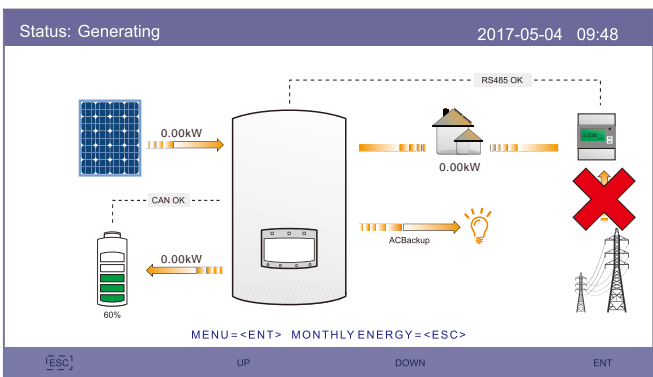 Status: Generating 2017-05-04 09:48
RS485 OK
0.00kW
0.00kW
CAN OK
ACBackup
0.00kW
60%
MENU=<ENT> MONTHLY ENERGY=<ESC>
ESC UP DOWN ENT